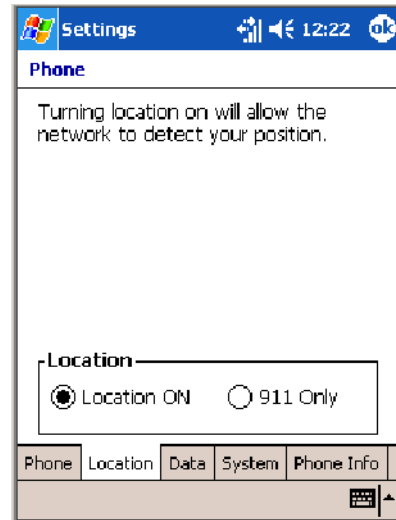 Settings 12:22 ok
Phone
Turning location on will allow the
network to detect your position.
Location
Location ON 911 Only
Phone Location Data System Phone Info